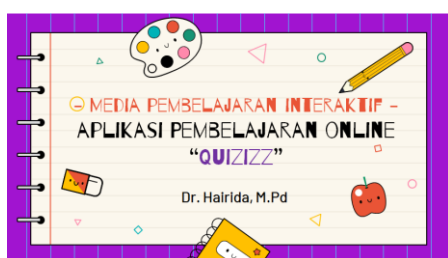 MEDIA PEMBELAJARAN INTERAKTIF –
APLIKASI PEMBELAJARAN ONLINE
“QUIZIZZ”
Dr. Hairida, M.Pd